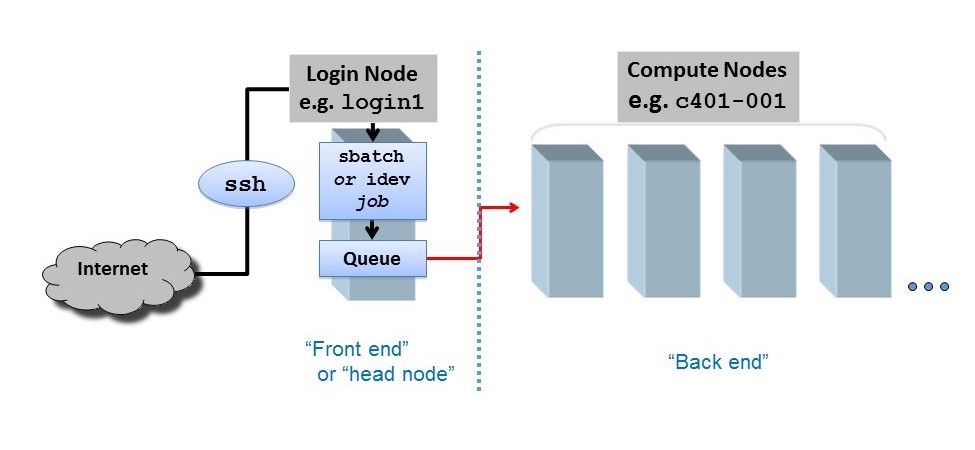 Login Node
e.g. login1
sbatch
or idev
job
Queue
ssh
Internet
“Front end”
or “head node”
Compute Nodes
e.g. c401-001
“Back end”